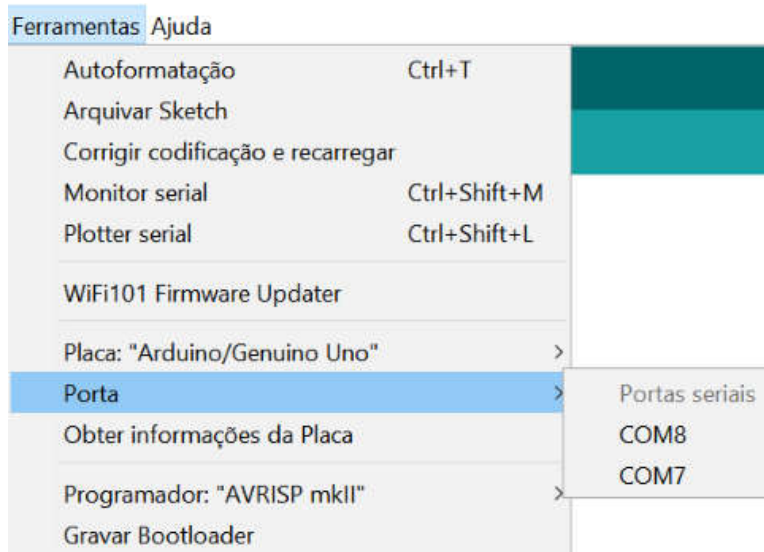 Ferramentas Ajuda
Autoformatação Ctrl+T
Arquivar Sketch
Corrigir codificação e recarregar
Monitor serial Ctrl+Shift+M
Plotter serial Ctrl+Shift+L
WiFi101 Firmware Updater
Placa: "Arduino/Genuino Uno"
Porta
Portas seriais
Obter informações da Placa
COM8
COM7
Programador: "AVRISP mkII"
Gravar Bootloader